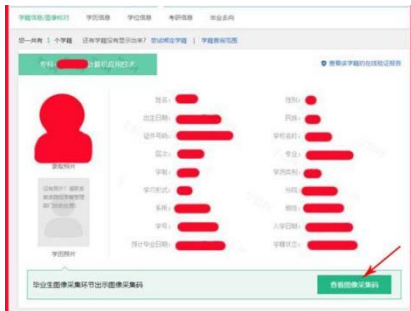 学籍信息/图像校对 学历信息 学位信息 考研信息 毕业去向
您一共有 1 个学籍 还有学籍没有显示出来? 尝试绑定学籍 | 学籍查询范围
专科 计算机应用技术
查看该学籍的在线验证报告
姓名: 性别:
出生日期: 民族:
证件号码: 学校名称:
层次: 专业:
学制: 学历类别:
学习形式: 分院:
系所: 班级:
学号: 入学日期:
预计毕业日期: 学籍状态:
录取照片
没有照片?
学历照片
毕业生图像采集环节出示图像采集码
查看图像采集码